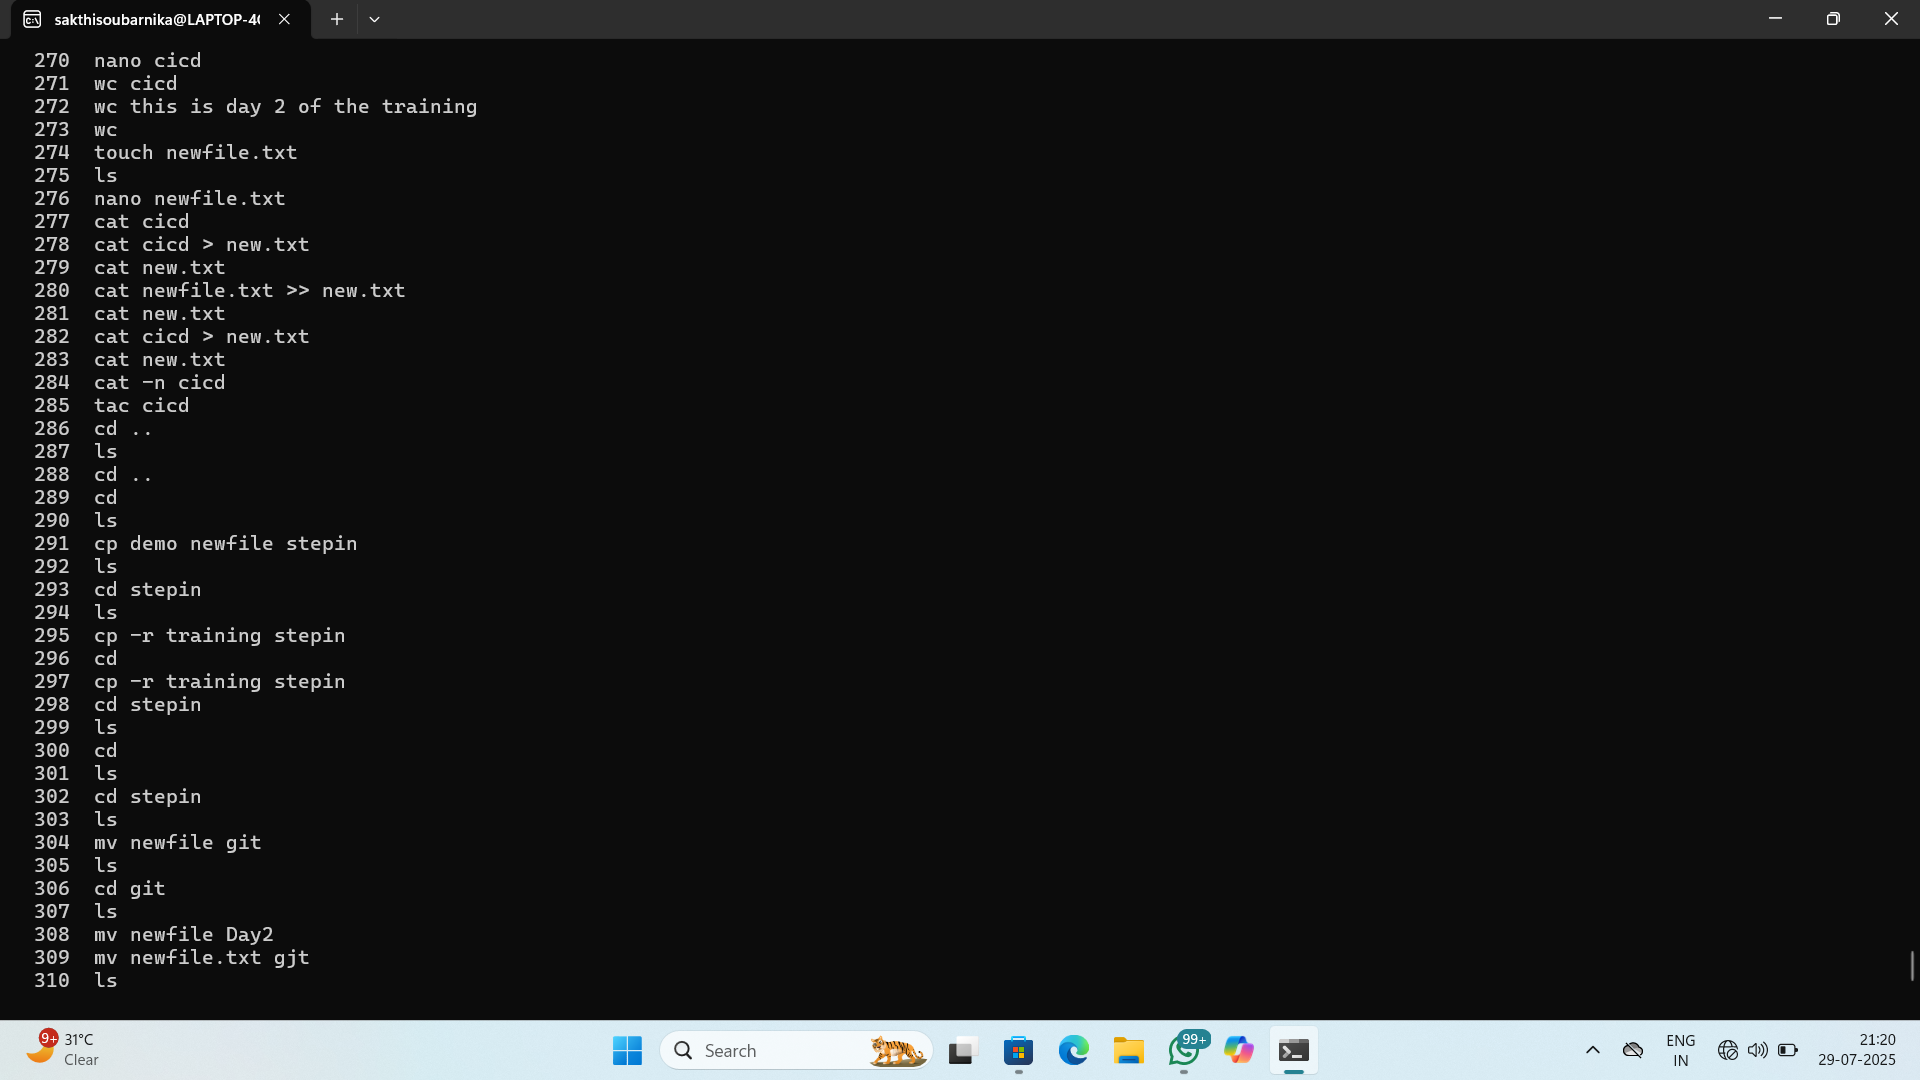 sakthisoubarnika@LAPTOP-4
270 nano cicd
271 wc cicd
272 wc this is day 2 of the training
273 wc
274 touch newfile.txt
275 ls
276 nano newfile.txt
277 cat cicd
278 cat cicd > new.txt
279 cat new.txt
280 cat newfile.txt >> new.txt
281 cat new.txt
282 cat cicd > new.txt
283 cat new.txt
284 cat -n cicd
285 tac cicd
286 cd ..
287 ls
288 cd ..
289 cd
290 ls
291 cp demo newfile stepin
292 ls
293 cd stepin
294 ls
295 cp -r training stepin
296 cd
297 cp -r training stepin
298 cd stepin
299 ls
300 cd
301 ls
302 cd stepin
303 ls
304 mv newfile git
305 ls
306 cd git
307 ls
308 mv newfile Day2
309 mv newfile.txt gjt
310 ls
9+ 31°C
Clear
Search
99+
ENG
IN
21:20
29-07-2025